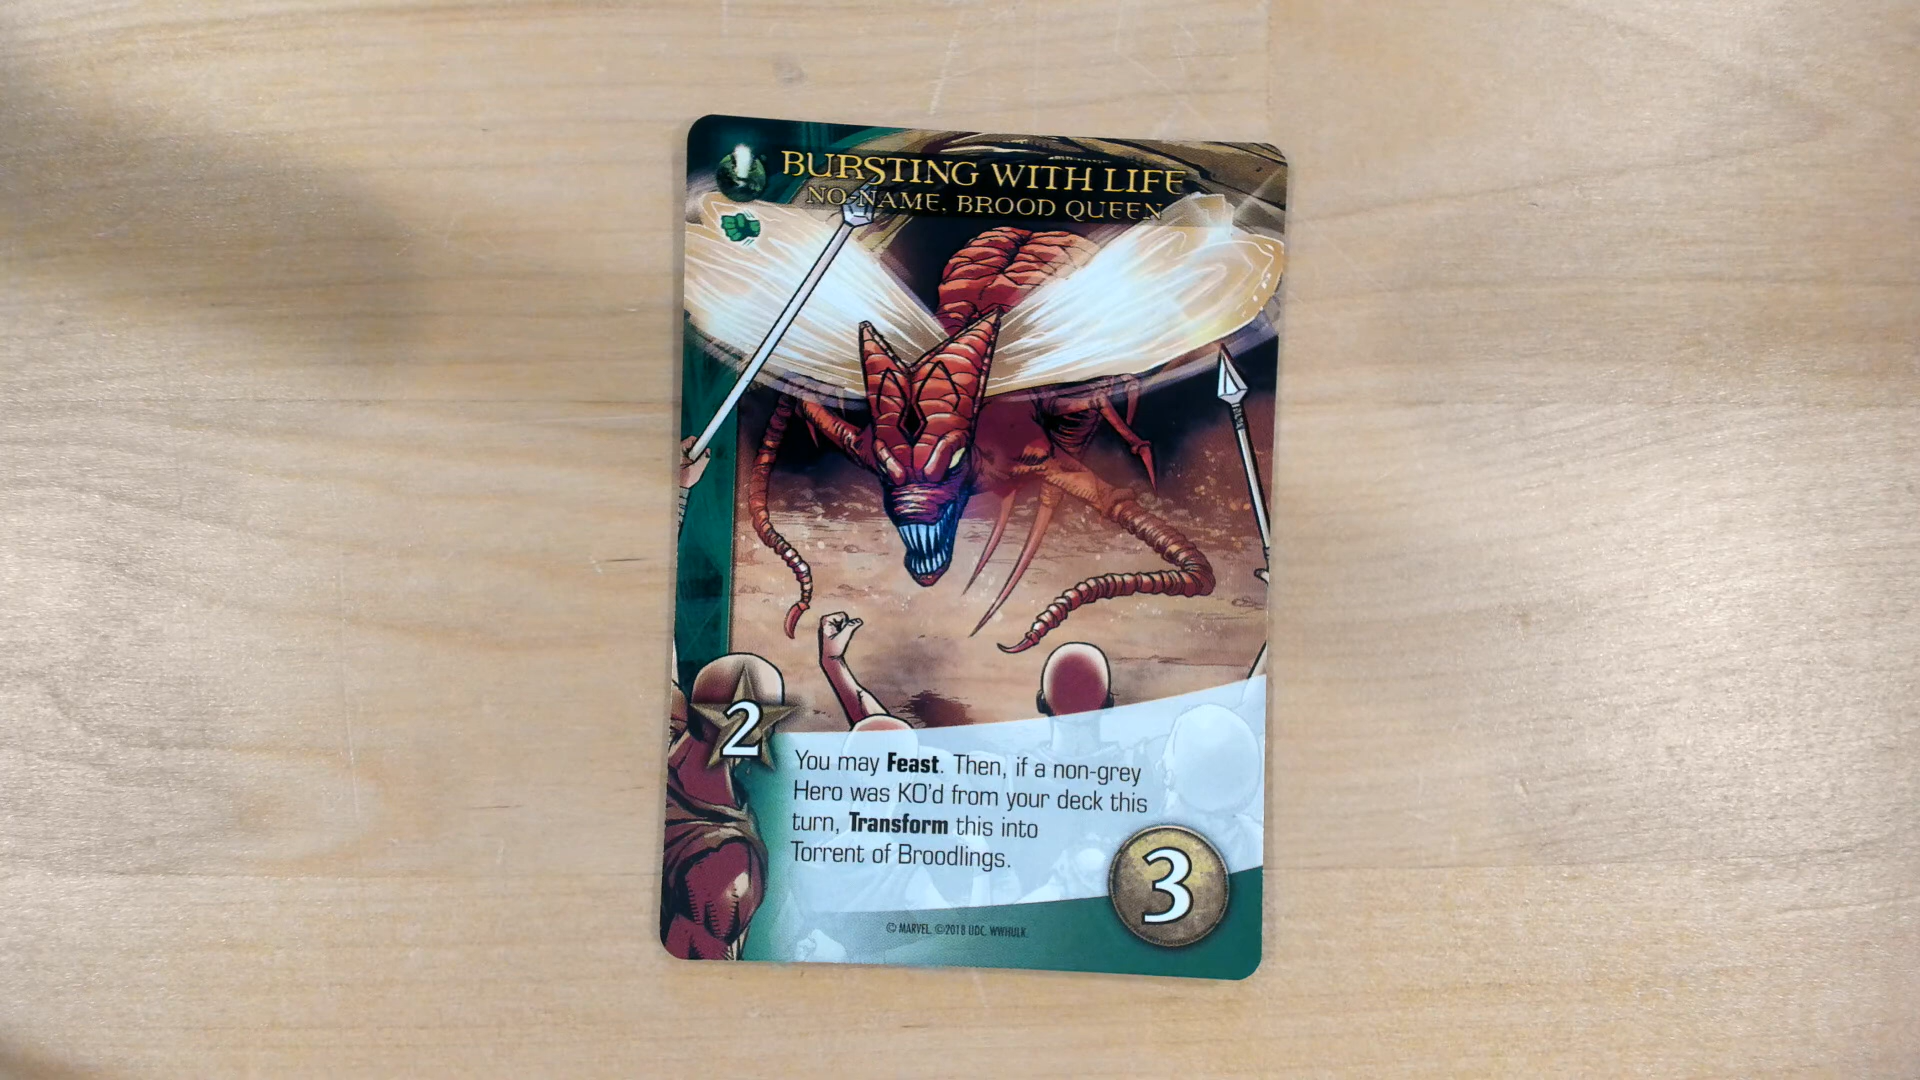 BURSTING WITH LIFE
NO-NAME, BROOD QUEEN
2
You may Feast. Then, if a non-grey
Hero was KO'd from your deck this
turn, Transform this into
Torrent of Broodlings.
3
© MARVEL. ©2018 UDC. WWHULK